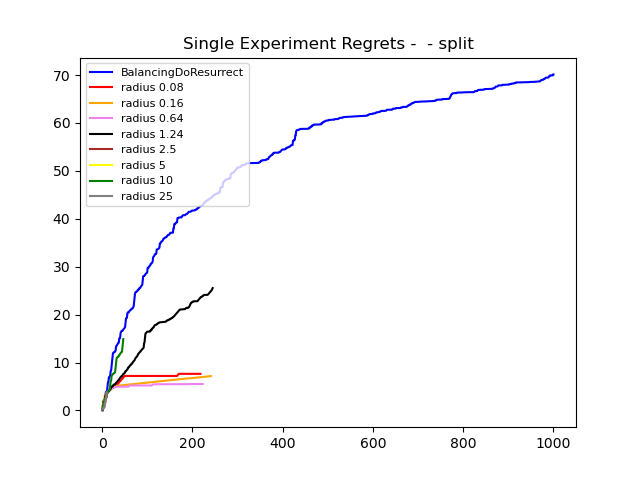 Single Experiment Regrets -  - split
BalancingDoResurrect
radius 0.08
radius 0.16
radius 0.64
radius 1.24
radius 2.5
radius 5
radius 10
radius 25
70
60
50
40
30
20
10
0
0 200 400 600 800 1000